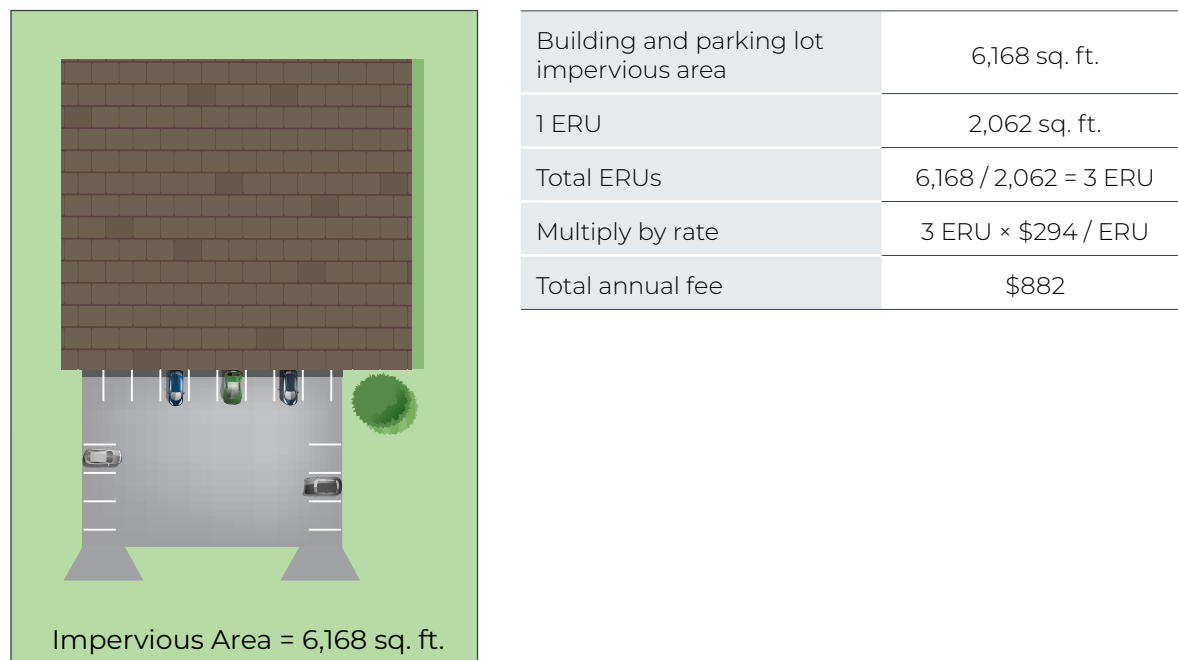 Building and parking lot
impervious area
6,168 sq. ft.
1 ERU
2,062 sq. ft.
Total ERUs
6,168 / 2,062 = 3 ERU
Multiply by rate
3 ERU × $294 / ERU
Total annual fee
$882
Impervious Area = 6,168 sq. ft.